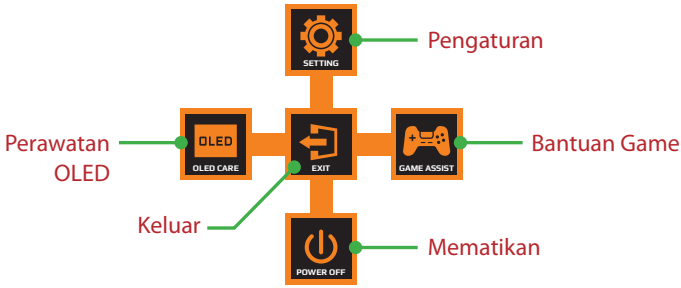 SETTING
Pengaturan
Perawatan
OLED
OLED
OLED CARE
EXIT
GAME ASSIST
Bantuan Game
Keluar
POWER OFF
Mematikan